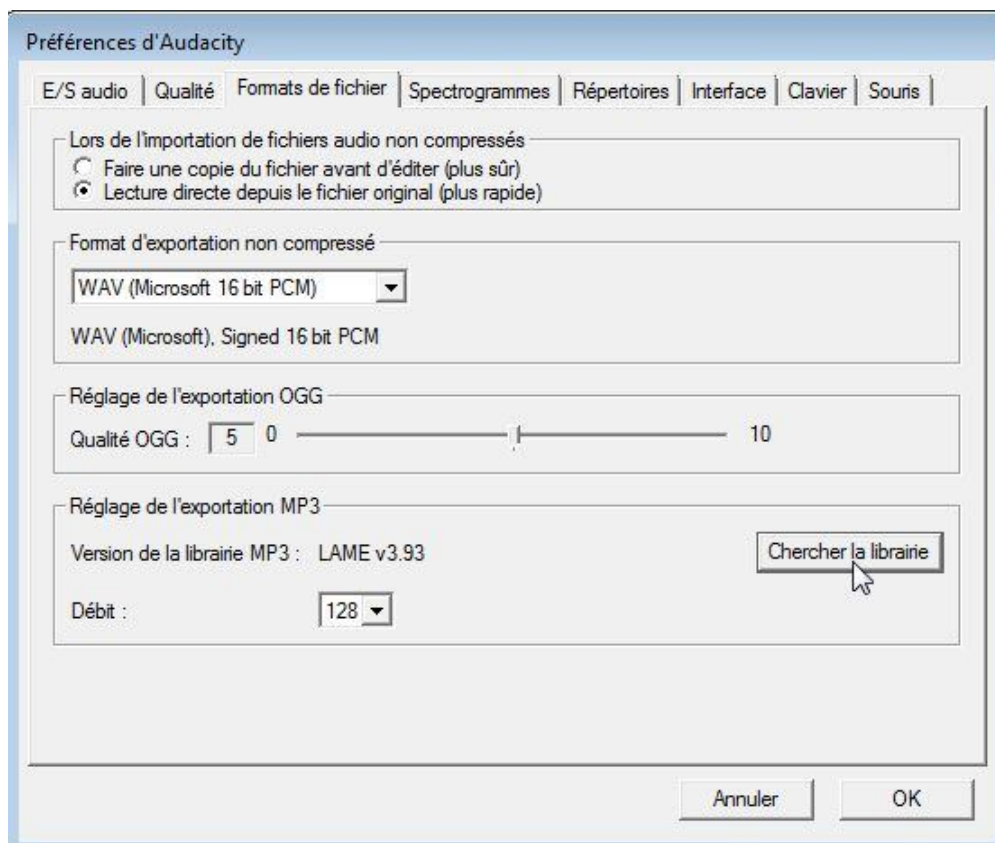 Préférences d'Audacity
E/S audio Qualité Formats de fichier Spectrogrammes Répertoires Interface Clavier Souris
Lors de l'importation de fichiers audio non compressés
Faire une copie du fichier avant d'éditer (plus sûr)
Lecture directe depuis le fichier original (plus rapide)
Format d'exportation non compressé
WAV (Microsoft 16 bit PCM)
WAV (Microsoft), Signed 16 bit PCM
Réglage de l'exportation OGG
Qualité OGG : 5 0 10
Réglage de l'exportation MP3
Version de la librairie MP3 : LAME v3.93 Chercher la librairie
Débit : 128
Annuler OK